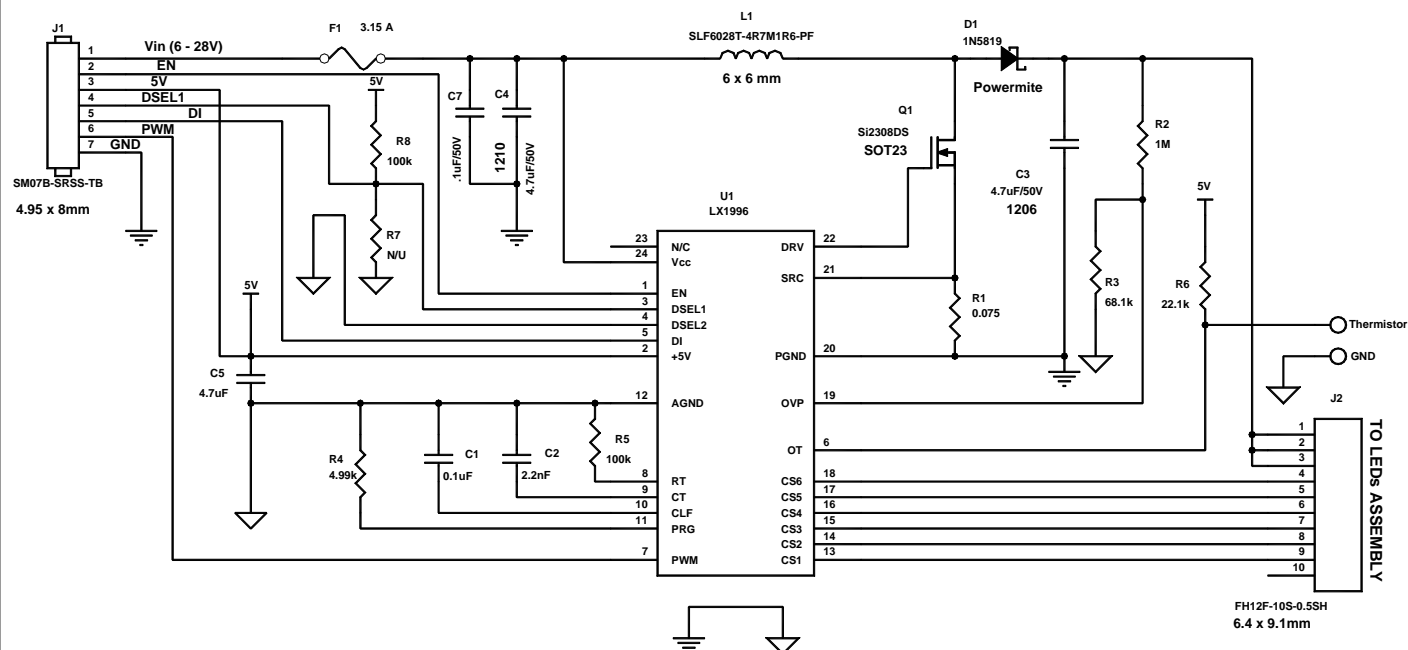 J1
1
2
3
4
5
6
7
Vin (6 - 28V)
EN
5V
DSEL1
DI
PWM
GND
SM07B-SRSS-TB
4.95 x 8mm
F1 3.15 A
5V
R8
100k
R7
N/U
C7
.1uF/50V
C4
1210
4.7uF/50V
L1
SLF6028T-4R7M1R6-PF
6 x 6 mm
D1
1N5819
Powermite
Q1
Si2308DS
SOT23
C3
4.7uF/50V
1206
R2
1M
R3
68.1k
5V
R6
22.1k
Thermistor
GND
R1
0.075
5V
C5
4.7uF
R4
4.99k
C1
0.1uF
C2
2.2nF
R5
100k
U1
LX1996
23 N/C
24 Vcc
1 EN
3 DSEL1
4 DSEL2
5 DI
2 +5V
12 AGND
8 RT
9 CT
10 CLF
11 PRG
7 PWM
DRV 22
SRC 21
PGND 20
OVP 19
OT 6
CS6 18
CS5 17
CS4 16
CS3 15
CS2 14
CS1 13
J2
1
2
3
4
5
6
7
8
9
10
TO LEDs ASSEMBLY
FH12F-10S-0.5SH
6.4 x 9.1mm